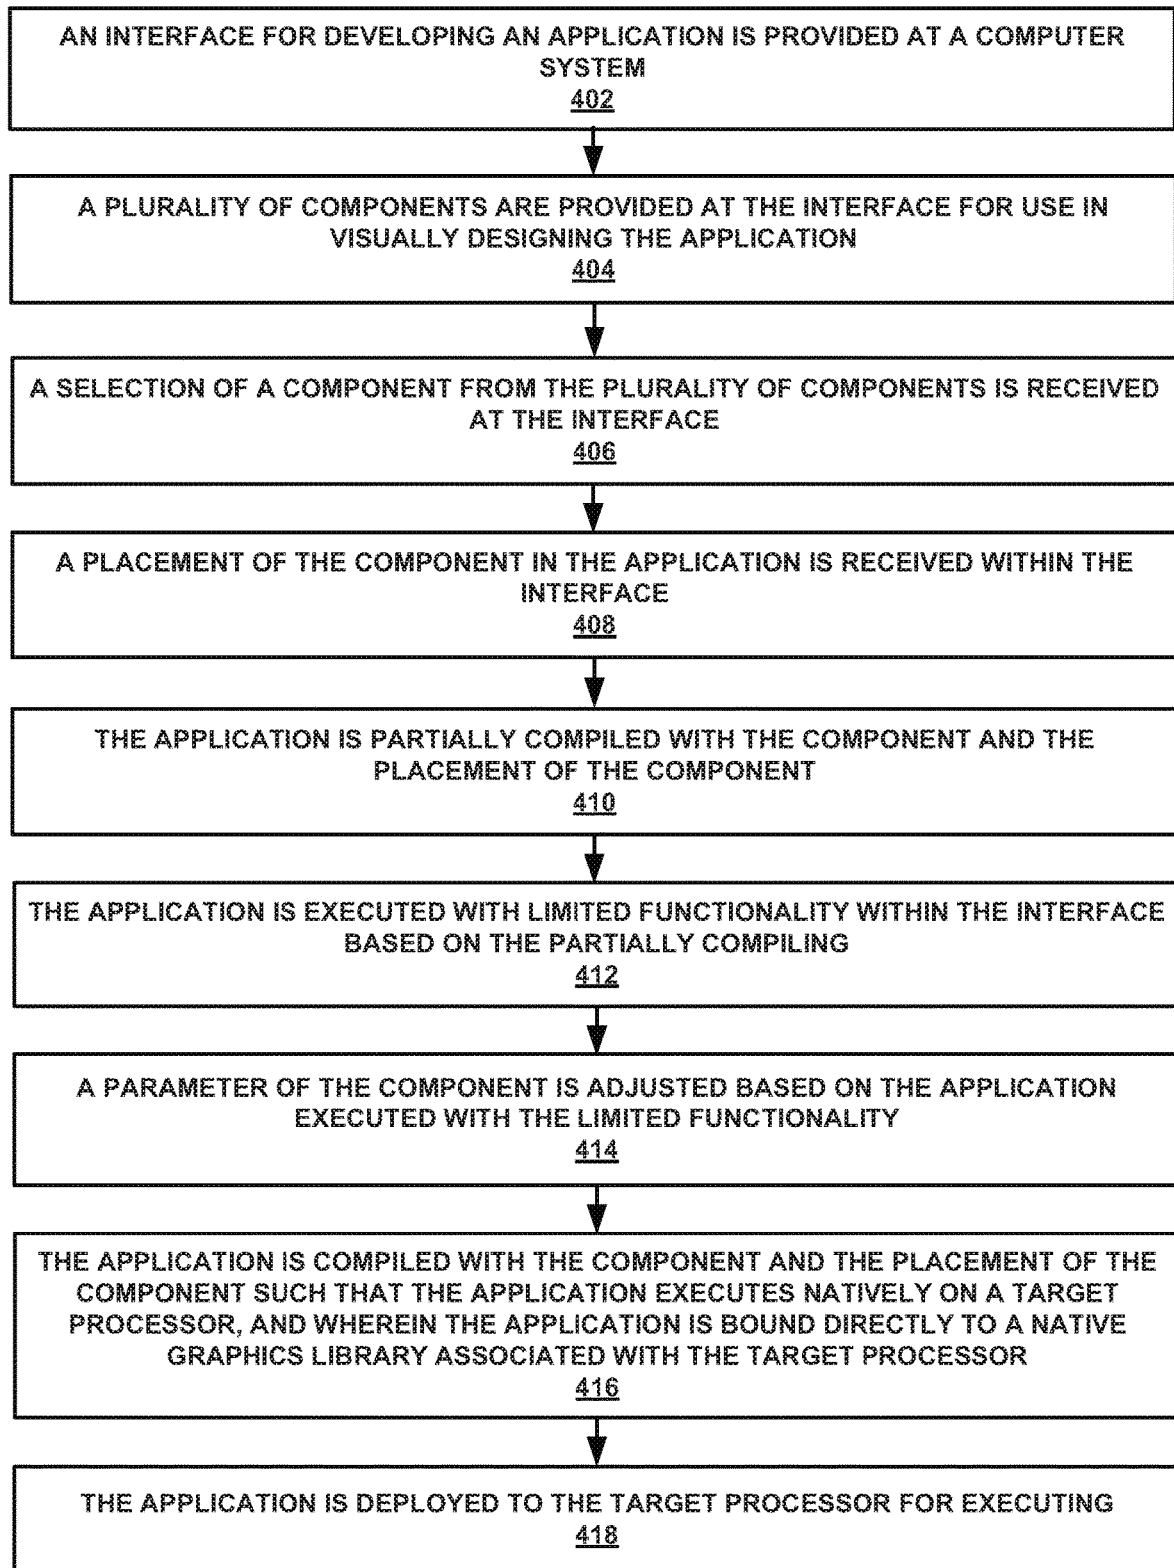 AN INTERFACE FOR DEVELOPING AN APPLICATION IS PROVIDED AT A COMPUTER
SYSTEM
402
A PLURALITY OF COMPONENTS ARE PROVIDED AT THE INTERFACE FOR USE IN
VISUALLY DESIGNING THE APPLICATION
404
A SELECTION OF A COMPONENT FROM THE PLURALITY OF COMPONENTS IS RECEIVED
AT THE INTERFACE
406
A PLACEMENT OF THE COMPONENT IN THE APPLICATION IS RECEIVED WITHIN THE
INTERFACE
408
THE APPLICATION IS PARTIALLY COMPILED WITH THE COMPONENT AND THE
PLACEMENT OF THE COMPONENT
410
THE APPLICATION IS EXECUTED WITH LIMITED FUNCTIONALITY WITHIN THE INTERFACE
BASED ON THE PARTIALLY COMPILING
412
A PARAMETER OF THE COMPONENT IS ADJUSTED BASED ON THE APPLICATION
EXECUTED WITH THE LIMITED FUNCTIONALITY
414
THE APPLICATION IS COMPILED WITH THE COMPONENT AND THE PLACEMENT OF THE
COMPONENT SUCH THAT THE APPLICATION EXECUTES NATIVELY ON A TARGET
PROCESSOR, AND WHEREIN THE APPLICATION IS BOUND DIRECTLY TO A NATIVE
GRAPHICS LIBRARY ASSOCIATED WITH THE TARGET PROCESSOR
416
THE APPLICATION IS DEPLOYED TO THE TARGET PROCESSOR FOR EXECUTING
418